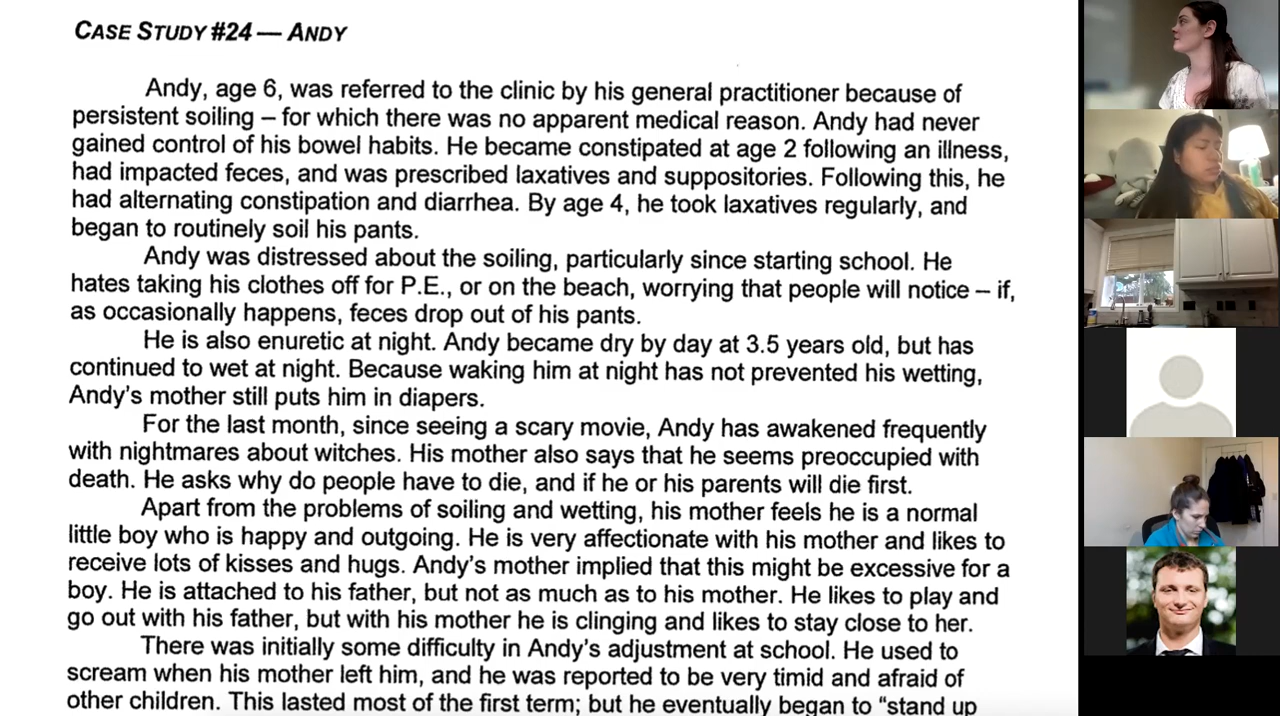 CASE STUDY #24 — ANDY
Andy, age 6, was referred to the clinic by his general practitioner because of
persistent soiling – for which there was no apparent medical reason. Andy had never
gained control of his bowel habits. He became constipated at age 2 following an illness,
had impacted feces, and was prescribed laxatives and suppositories. Following this, he
had alternating constipation and diarrhea. By age 4, he took laxatives regularly, and
began to routinely soil his pants.
Andy was distressed about the soiling, particularly since starting school. He
hates taking his clothes off for P.E., or on the beach, worrying that people will notice – if,
as occasionally happens, feces drop out of his pants.
He is also enuretic at night. Andy became dry by day at 3.5 years old, but has
continued to wet at night. Because waking him at night has not prevented his wetting,
Andy's mother still puts him in diapers.
For the last month, since seeing a scary movie, Andy has awakened frequently
with nightmares about witches. His mother also says that he seems preoccupied with
death. He asks why do people have to die, and if he or his parents will die first.
Apart from the problems of soiling and wetting, his mother feels he is a normal
little boy who is happy and outgoing. He is very affectionate with his mother and likes to
receive lots of kisses and hugs. Andy's mother implied that this might be excessive for a
boy. He is attached to his father, but not as much as to his mother. He likes to play and
go out with his father, but with his mother he is clinging and likes to stay close to her.
There was initially some difficulty in Andy's adjustment at school. He used to
scream when his mother left him, and he was reported to be very timid and afraid of
other children. This lasted most of the first term; but he eventually began to "stand up